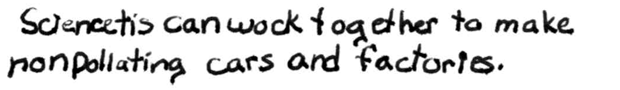 Sciencetis can wock together to make
nonpollating cars and factories.